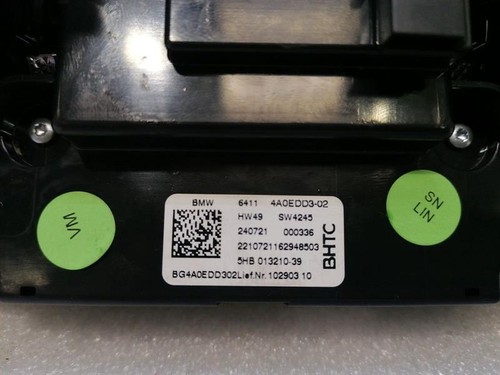 BMW 6411 4A0EDD3-02
HW49 SW4245
240721 000336
2210721162948503
5HB 013210-39
BG4A0EDD302Lief.Nr.102903 10
BHTC
VM
SN
LIN